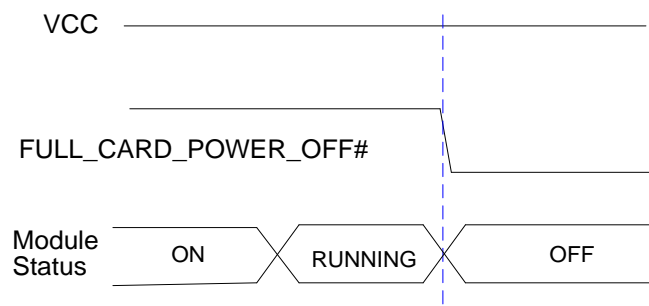 VCC
FULL_CARD_POWER_OFF#
Module
Status
ON
RUNNING
OFF